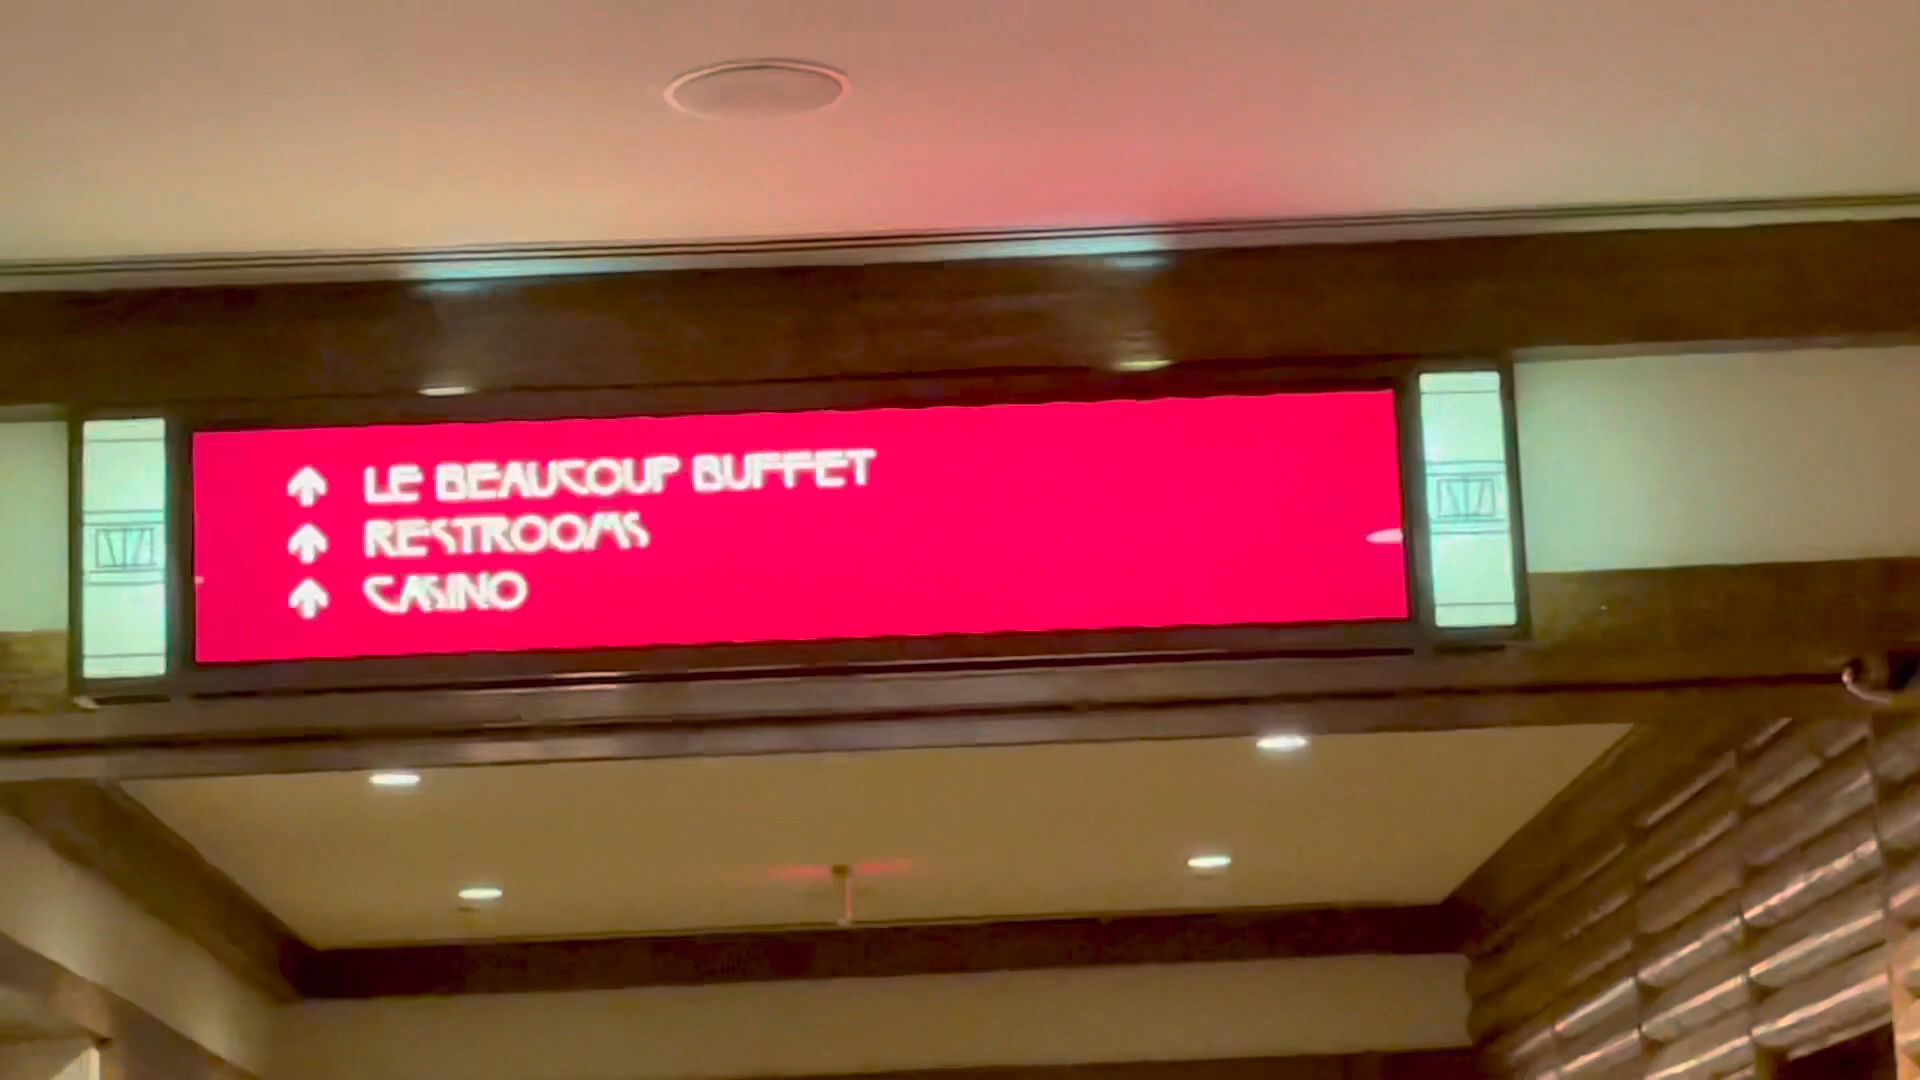 ↑ LE BEAUCOUP BUFFET
↑ RESTROOMS
↑ CASINO